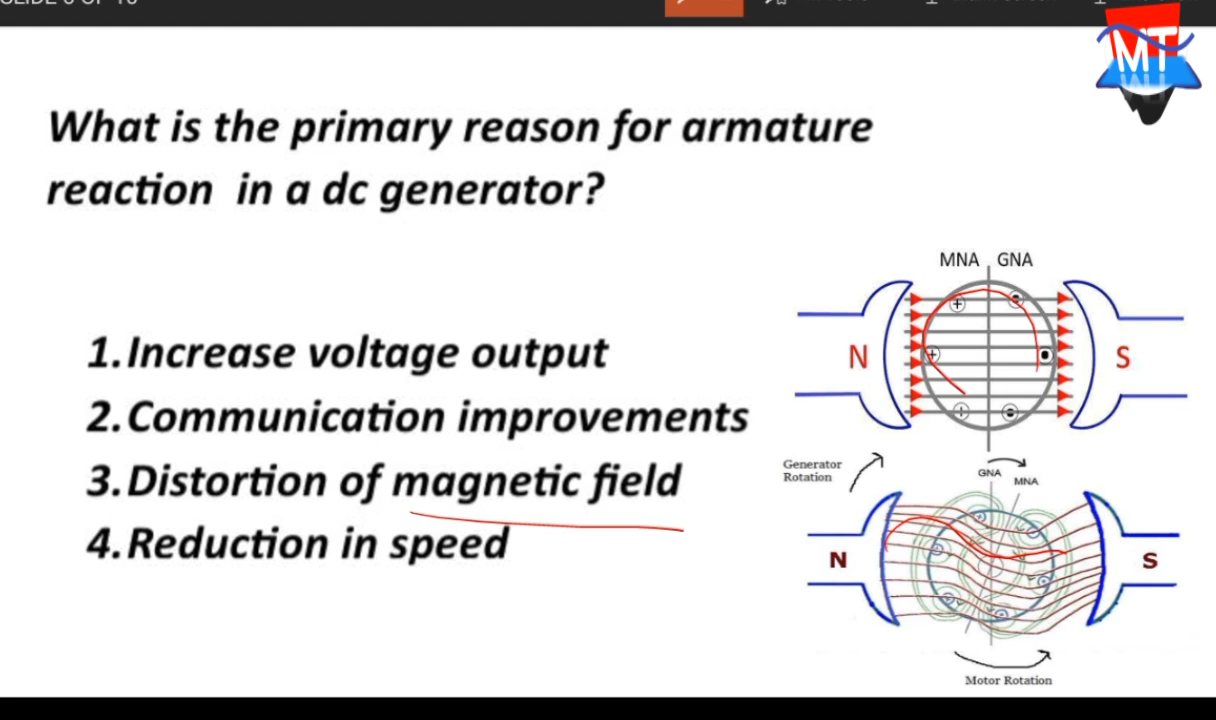 MT
What is the primary reason for armature
reaction in a dc generator?
1.Increase voltage output
2.Communication improvements
3.Distortion of magnetic field
4.Reduction in speed
MNA GNA
N S
Generator
Rotation
GNA
MNA
N S
Motor Rotation